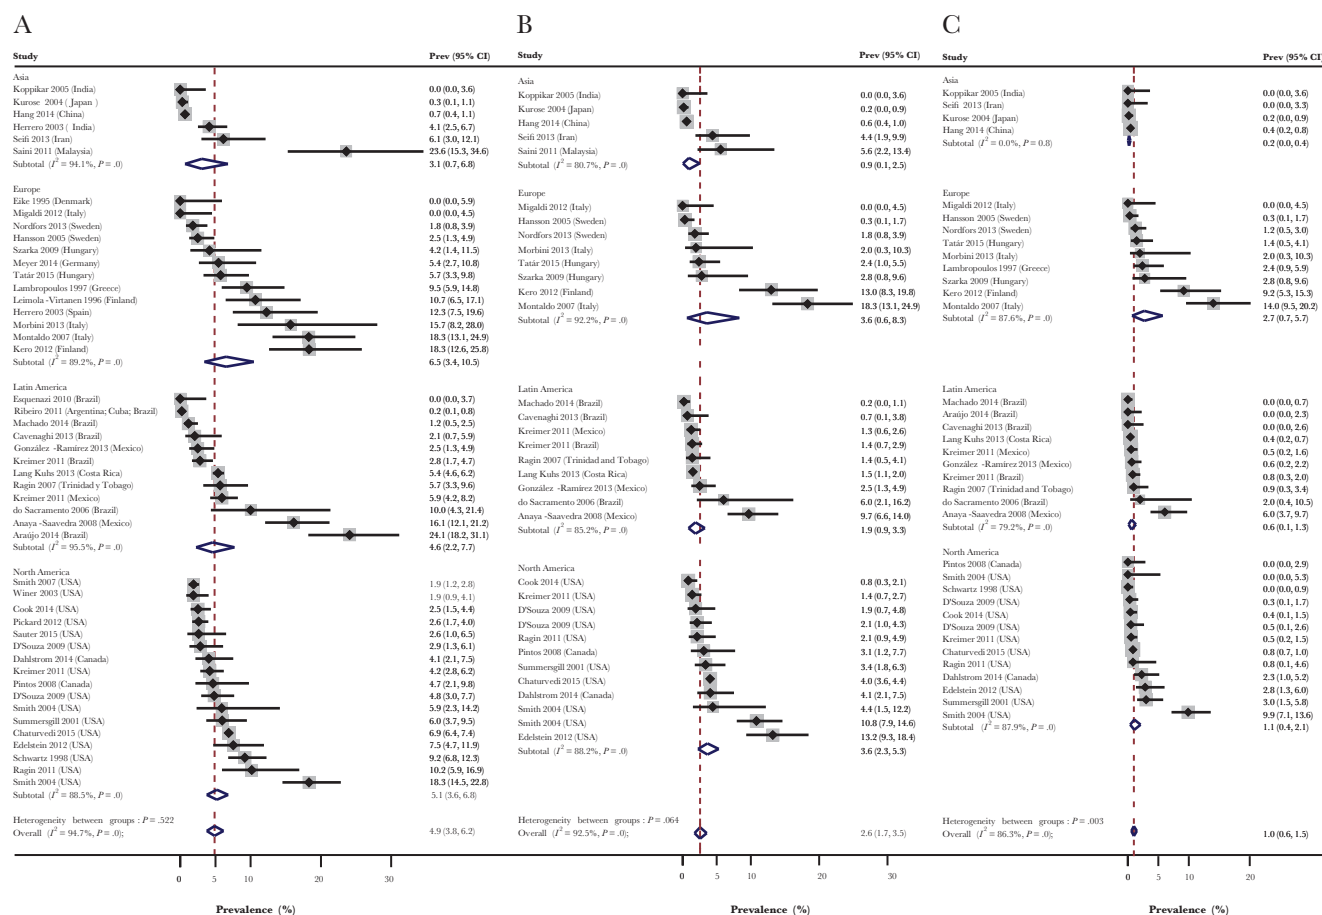 A
Study Prev (95% CI)
Asia
Koppikar 2005 (India) 0.0 (0.0, 3.6)
Kurose 2004 ( Japan ) 0.3 (0.1, 1.1)
Hang 2014 (China) 0.7 (0.4, 1.1)
Herrero 2003 ( India) 4.1 (2.5, 6.7)
Seifi 2013 (Iran) 6.1 (3.0, 12.1)
Saini 2011 (Malaysia) 23.6 (15.3, 34.6)
Subtotal (I² = 94.1%, P = .0) 3.1 (0.7, 6.8)
Europe
Eike 1995 (Denmark) 0.0 (0.0, 5.9)
Migaldi 2012 (Italy) 0.0 (0.0, 4.5)
Nordfors 2013 (Sweden) 1.8 (0.8, 3.9)
Hansson 2005 (Sweden) 2.5 (1.3, 4.9)
Szarka 2009 (Hungary) 4.2 (1.4, 11.5)
Meyer 2014 (Germany) 5.4 (2.7, 10.8)
Tatár 2015 (Hungary) 5.7 (3.3, 9.8)
Lambropoulos 1997 (Greece) 9.5 (5.9, 14.8)
Leimola -Virtanen 1996 (Finland) 10.7 (6.5, 17.1)
Herrero 2003 (Spain) 12.3 (7.5, 19.6)
Morbini 2013 (Italy) 15.7 (8.2, 28.0)
Montaldo 2007 (Italy) 18.3 (13.1, 24.9)
Kero 2012 (Finland) 18.3 (12.6, 25.8)
Subtotal (I² = 89.2%, P = .0) 6.5 (3.4, 10.5)
Latin America
Esquenazi 2010 (Brazil) 0.0 (0.0, 3.7)
Ribeiro 2011 (Argentina; Cuba; Brazil) 0.2 (0.1, 0.8)
Machado 2014 (Brazil) 1.2 (0.5, 2.5)
Cavenaghi 2013 (Brazil) 2.1 (0.7, 5.9)
González -Ramírez 2013 (Mexico) 2.5 (1.3, 4.9)
Kreimer 2011 (Brazil) 2.8 (1.7, 4.7)
Lang Kuhs 2013 (Costa Rica) 5.4 (4.6, 6.2)
Ragin 2007 (Trinidad y Tobago) 5.7 (3.3, 9.6)
Kreimer 2011 (Mexico) 5.9 (4.2, 8.2)
do Sacramento 2006 (Brazil) 10.0 (4.3, 21.4)
Anaya -Saavedra 2008 (Mexico) 16.1 (12.1, 21.2)
Araújo 2014 (Brazil) 24.1 (18.2, 31.1)
Subtotal (I² = 95.5%, P = .0) 4.6 (2.2, 7.7)
North America
Smith 2007 (USA) 1.9 (1.2, 2.8)
Winer 2003 (USA) 1.9 (0.9, 4.1)
Cook 2014 (USA) 2.5 (1.5, 4.4)
Pickard 2012 (USA) 2.6 (1.7, 4.0)
Sauter 2015 (USA) 2.6 (1.0, 6.5)
D'Souza 2009 (USA) 2.9 (1.3, 6.1)
Dahlstrom 2014 (Canada) 4.1 (2.1, 7.5)
Kreimer 2011 (USA) 4.2 (2.8, 6.2)
Pintos 2008 (Canada) 4.7 (2.1, 9.8)
D'Souza 2009 (USA) 4.8 (3.0, 7.7)
Smith 2004 (USA) 5.9 (2.3, 14.2)
Summersgill 2001 (USA) 6.0 (3.7, 9.5)
Chaturvedi 2015 (USA) 6.9 (6.4, 7.4)
Edelstein 2012 (USA) 7.5 (4.7, 11.9)
Schwartz 1998 (USA) 9.2 (6.8, 12.3)
Ragin 2011 (USA) 10.2 (5.9, 16.9)
Smith 2004 (USA) 18.3 (14.5, 22.8)
Subtotal (I² = 88.5%, P = .0) 5.1 (3.6, 6.8)
Heterogeneity between groups : P = .522
Overall (I² = 94.7%, P = .0); 4.9 (3.8, 6.2)
0 5 10 20 30
Prevalence (%)
B
Study Prev (95% CI)
Asia
Koppikar 2005 (India) 0.0 (0.0, 3.6)
Kurose 2004 (Japan) 0.2 (0.0, 0.9)
Hang 2014 (China) 0.6 (0.4, 1.0)
Seifi 2013 (Iran) 4.4 (1.9, 9.9)
Saini 2011 (Malaysia) 5.6 (2.2, 13.4)
Subtotal (I² = 80.7%, P = .0) 0.9 (0.1, 2.5)
Europe
Migaldi 2012 (Italy) 0.0 (0.0, 4.5)
Hansson 2005 (Sweden) 0.3 (0.1, 1.7)
Nordfors 2013 (Sweden) 1.8 (0.8, 3.9)
Morbini 2013 (Italy) 2.0 (0.3, 10.3)
Tatár 2015 (Hungary) 2.4 (1.0, 5.5)
Szarka 2009 (Hungary) 2.8 (0.8, 9.6)
Kero 2012 (Finland) 13.0 (8.3, 19.8)
Montaldo 2007 (Italy) 18.3 (13.1, 24.9)
Subtotal (I² = 92.2%, P = .0) 3.6 (0.6, 8.3)
Latin America
Machado 2014 (Brazil) 0.2 (0.0, 1.1)
Cavenaghi 2013 (Brazil) 0.7 (0.1, 3.8)
Kreimer 2011 (Mexico) 1.3 (0.6, 2.6)
Kreimer 2011 (Brazil) 1.4 (0.7, 2.9)
Ragin 2007 (Trinidad and Tobago) 1.4 (0.5, 4.1)
Lang Kuhs 2013 (Costa Rica) 1.5 (1.1, 2.0)
González -Ramírez 2013 (Mexico) 2.5 (1.3, 4.9)
do Sacramento 2006 (Brazil) 6.0 (2.1, 16.2)
Anaya -Saavedra 2008 (Mexico) 9.7 (6.6, 14.0)
Subtotal (I² = 85.2%, P = .0) 1.9 (0.9, 3.3)
North America
Cook 2014 (USA) 0.8 (0.3, 2.1)
Kreimer 2011 (USA) 1.4 (0.7, 2.7)
D'Souza 2009 (USA) 1.9 (0.7, 4.8)
D'Souza 2009 (USA) 2.1 (1.0, 4.3)
Ragin 2011 (USA) 2.1 (0.9, 4.9)
Pintos 2008 (Canada) 3.1 (1.2, 7.7)
Summersgill 2001 (USA) 3.4 (1.8, 6.3)
Chaturvedi 2015 (USA) 4.0 (3.6, 4.4)
Dahlstrom 2014 (Canada) 4.1 (2.1, 7.5)
Smith 2004 (USA) 4.4 (1.5, 12.2)
Smith 2004 (USA) 10.8 (7.9, 14.6)
Edelstein 2012 (USA) 13.2 (9.3, 18.4)
Subtotal (I² = 88.2%, P = .0) 3.6 (2.3, 5.3)
Heterogeneity between groups : P = .064
Overall (I² = 92.5%, P = .0); 2.6 (1.7, 3.5)
0 5 10 20 30
Prevalence (%)
C
Study Prev (95% CI)
Asia
Koppikar 2005 (India) 0.0 (0.0, 3.6)
Seifi 2013 (Iran) 0.0 (0.0, 3.3)
Kurose 2004 (Japan) 0.2 (0.0, 0.9)
Hang 2014 (China) 0.4 (0.2, 0.8)
Subtotal (I² = 0.0%, P = 0.8) 0.2 (0.0, 0.4)
Europe
Migaldi 2012 (Italy) 0.0 (0.0, 4.5)
Hansson 2005 (Sweden) 0.3 (0.1, 1.7)
Nordfors 2013 (Sweden) 1.2 (0.5, 3.0)
Tatár 2015 (Hungary) 1.4 (0.5, 4.1)
Morbini 2013 (Italy) 2.0 (0.3, 10.3)
Lambropoulos 1997 (Greece) 2.4 (0.9, 5.9)
Szarka 2009 (Hungary) 2.8 (0.8, 9.6)
Kero 2012 (Finland) 9.2 (5.3, 15.3)
Montaldo 2007 (Italy) 14.0 (9.5, 20.2)
Subtotal (I² = 87.6%, P = .0) 2.7 (0.7, 5.7)
Latin America
Machado 2014 (Brazil) 0.0 (0.0, 0.7)
Araújo 2014 (Brazil) 0.0 (0.0, 2.3)
Cavenaghi 2013 (Brazil) 0.0 (0.0, 2.6)
Lang Kuhs 2013 (Costa Rica) 0.4 (0.2, 0.7)
Kreimer 2011 (Mexico) 0.5 (0.2, 1.6)
González -Ramírez 2013 (Mexico) 0.6 (0.2, 2.2)
Kreimer 2011 (Brazil) 0.8 (0.3, 2.0)
Ragin 2007 (Trinidad and Tobago) 0.9 (0.3, 3.4)
do Sacramento 2006 (Brazil) 2.0 (0.4, 10.5)
Anaya -Saavedra 2008 (Mexico) 6.0 (3.7, 9.7)
Subtotal (I² = 79.2%, P = .0) 0.6 (0.1, 1.3)
North America
Pintos 2008 (Canada) 0.0 (0.0, 2.9)
Smith 2004 (USA) 0.0 (0.0, 5.3)
Schwartz 1998 (USA) 0.0 (0.0, 0.9)
D'Souza 2009 (USA) 0.3 (0.1, 1.7)
Cook 2014 (USA) 0.4 (0.1, 1.5)
D'Souza 2009 (USA) 0.5 (0.1, 2.6)
Kreimer 2011 (USA) 0.5 (0.2, 1.5)
Chaturvedi 2015 (USA) 0.8 (0.7, 1.0)
Ragin 2011 (USA) 0.8 (0.1, 4.6)
Dahlstrom 2014 (Canada) 2.3 (1.0, 5.2)
Edelstein 2012 (USA) 2.8 (1.3, 6.0)
Summersgill 2001 (USA) 3.0 (1.5, 5.8)
Smith 2004 (USA) 9.9 (7.1, 13.6)
Subtotal (I² = 87.9%, P = .0) 1.1 (0.4, 2.1)
Heterogeneity between groups : P = .003
Overall (I² = 86.3%, P = .0); 1.0 (0.6, 1.5)
0 5 10 20
Prevalence (%)